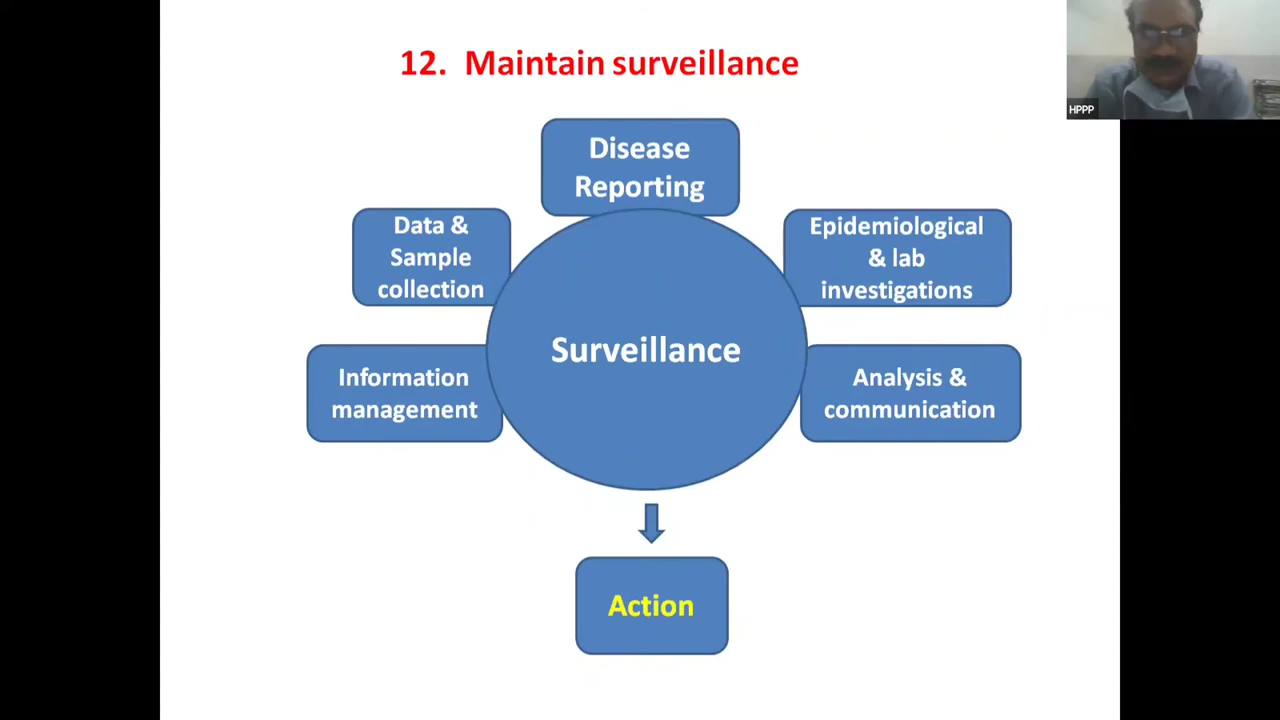 12. Maintain surveillance
HPPP
Disease
Reporting
Data &
Sample
collection
Epidemiological
& lab
investigations
Surveillance
Information
management
Analysis &
communication
Action